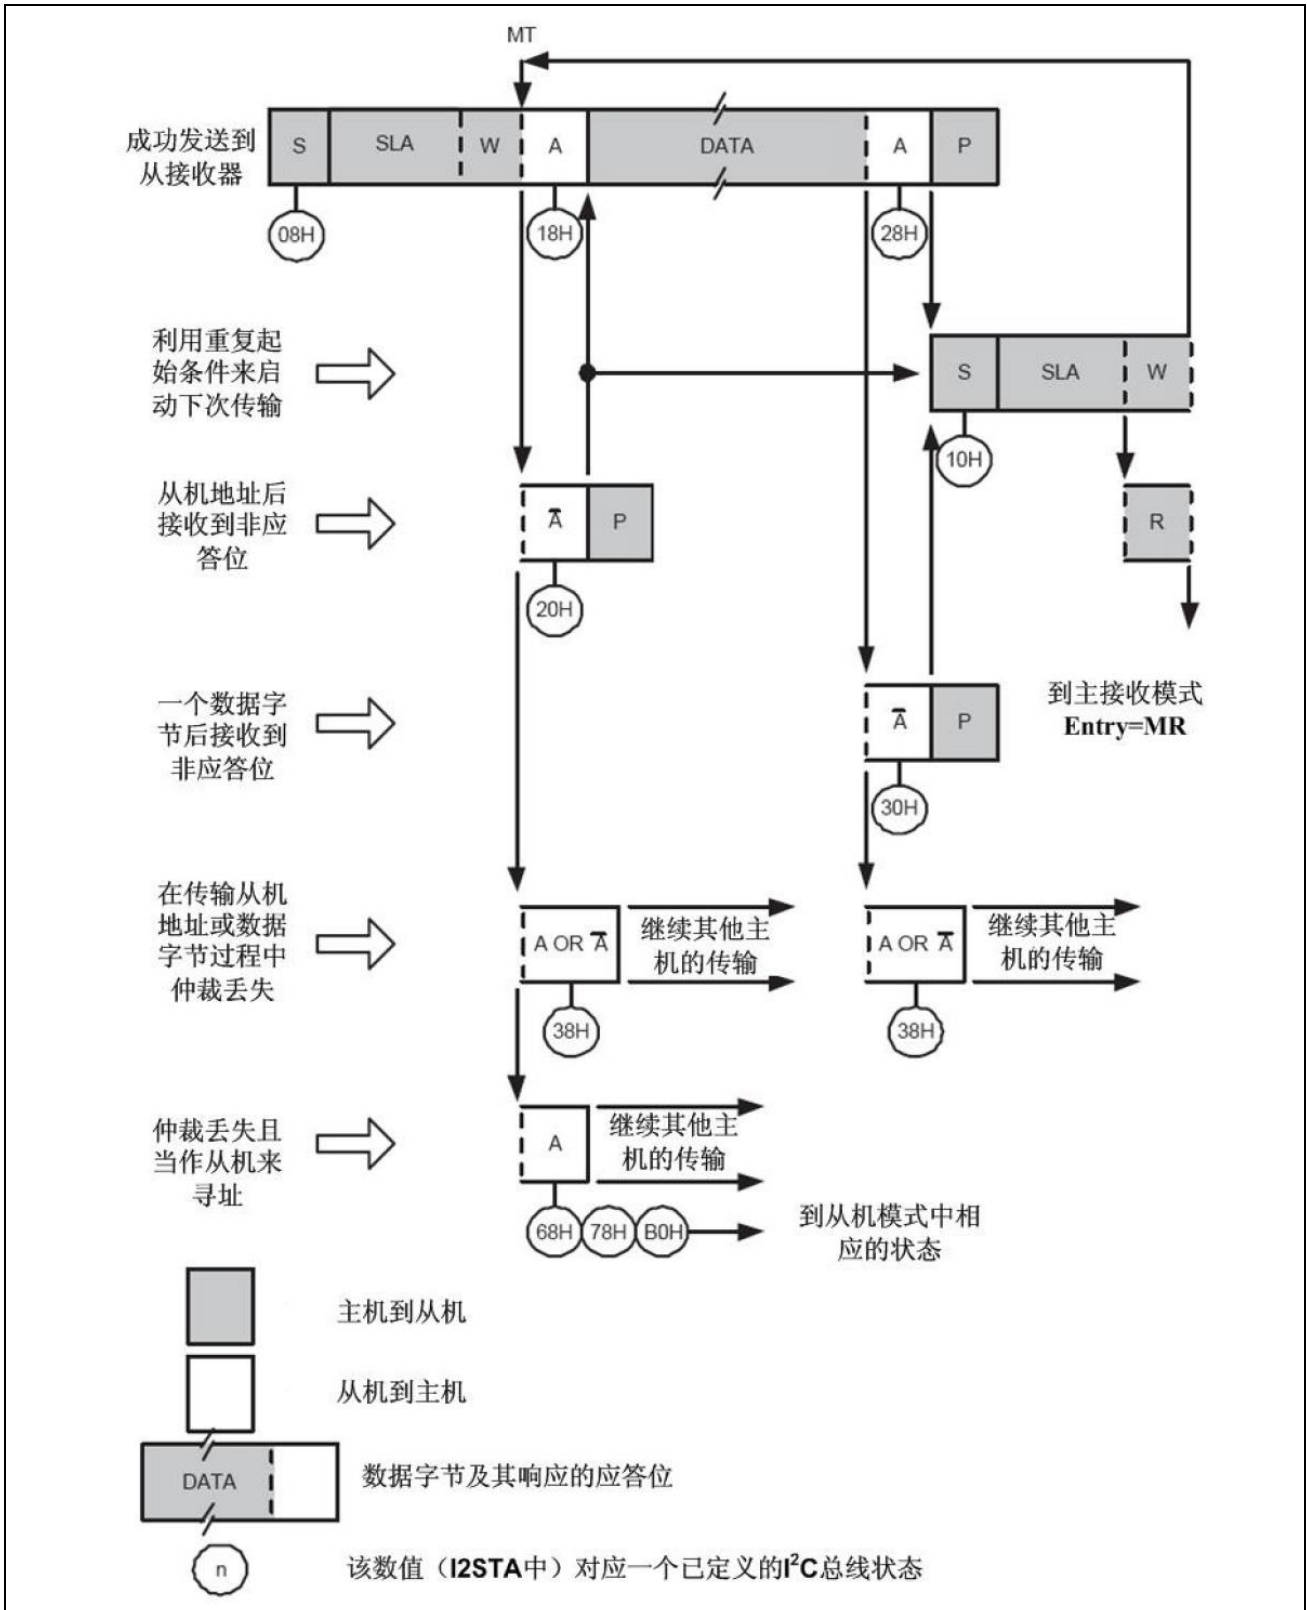 MT
成功发送到
从接收器
S
SLA
W
A
DATA
A
P
08H
18H
28H
利用重复起
始条件来启
动下次传输
S
SLA
W
10H
从机地址后
接收到非应
答位
A̅
P
R
20H
一个数据字
节后接收到
非应答位
A̅
P
到主接收模式
Entry=MR
30H
在传输从机
地址或数据
字节过程中
仲裁丢失
A OR A̅
继续其他主
机的传输
A OR A̅
继续其他主
机的传输
38H
38H
仲裁丢失且
当作从机来
寻址
A
继续其他主
机的传输
68H
78H
B0H
到从机模式中相
应的状态
主机到从机
从机到主机
DATA
数据字节及其响应的应答位
n
该数值（I2STA中）对应一个已定义的I²C总线状态